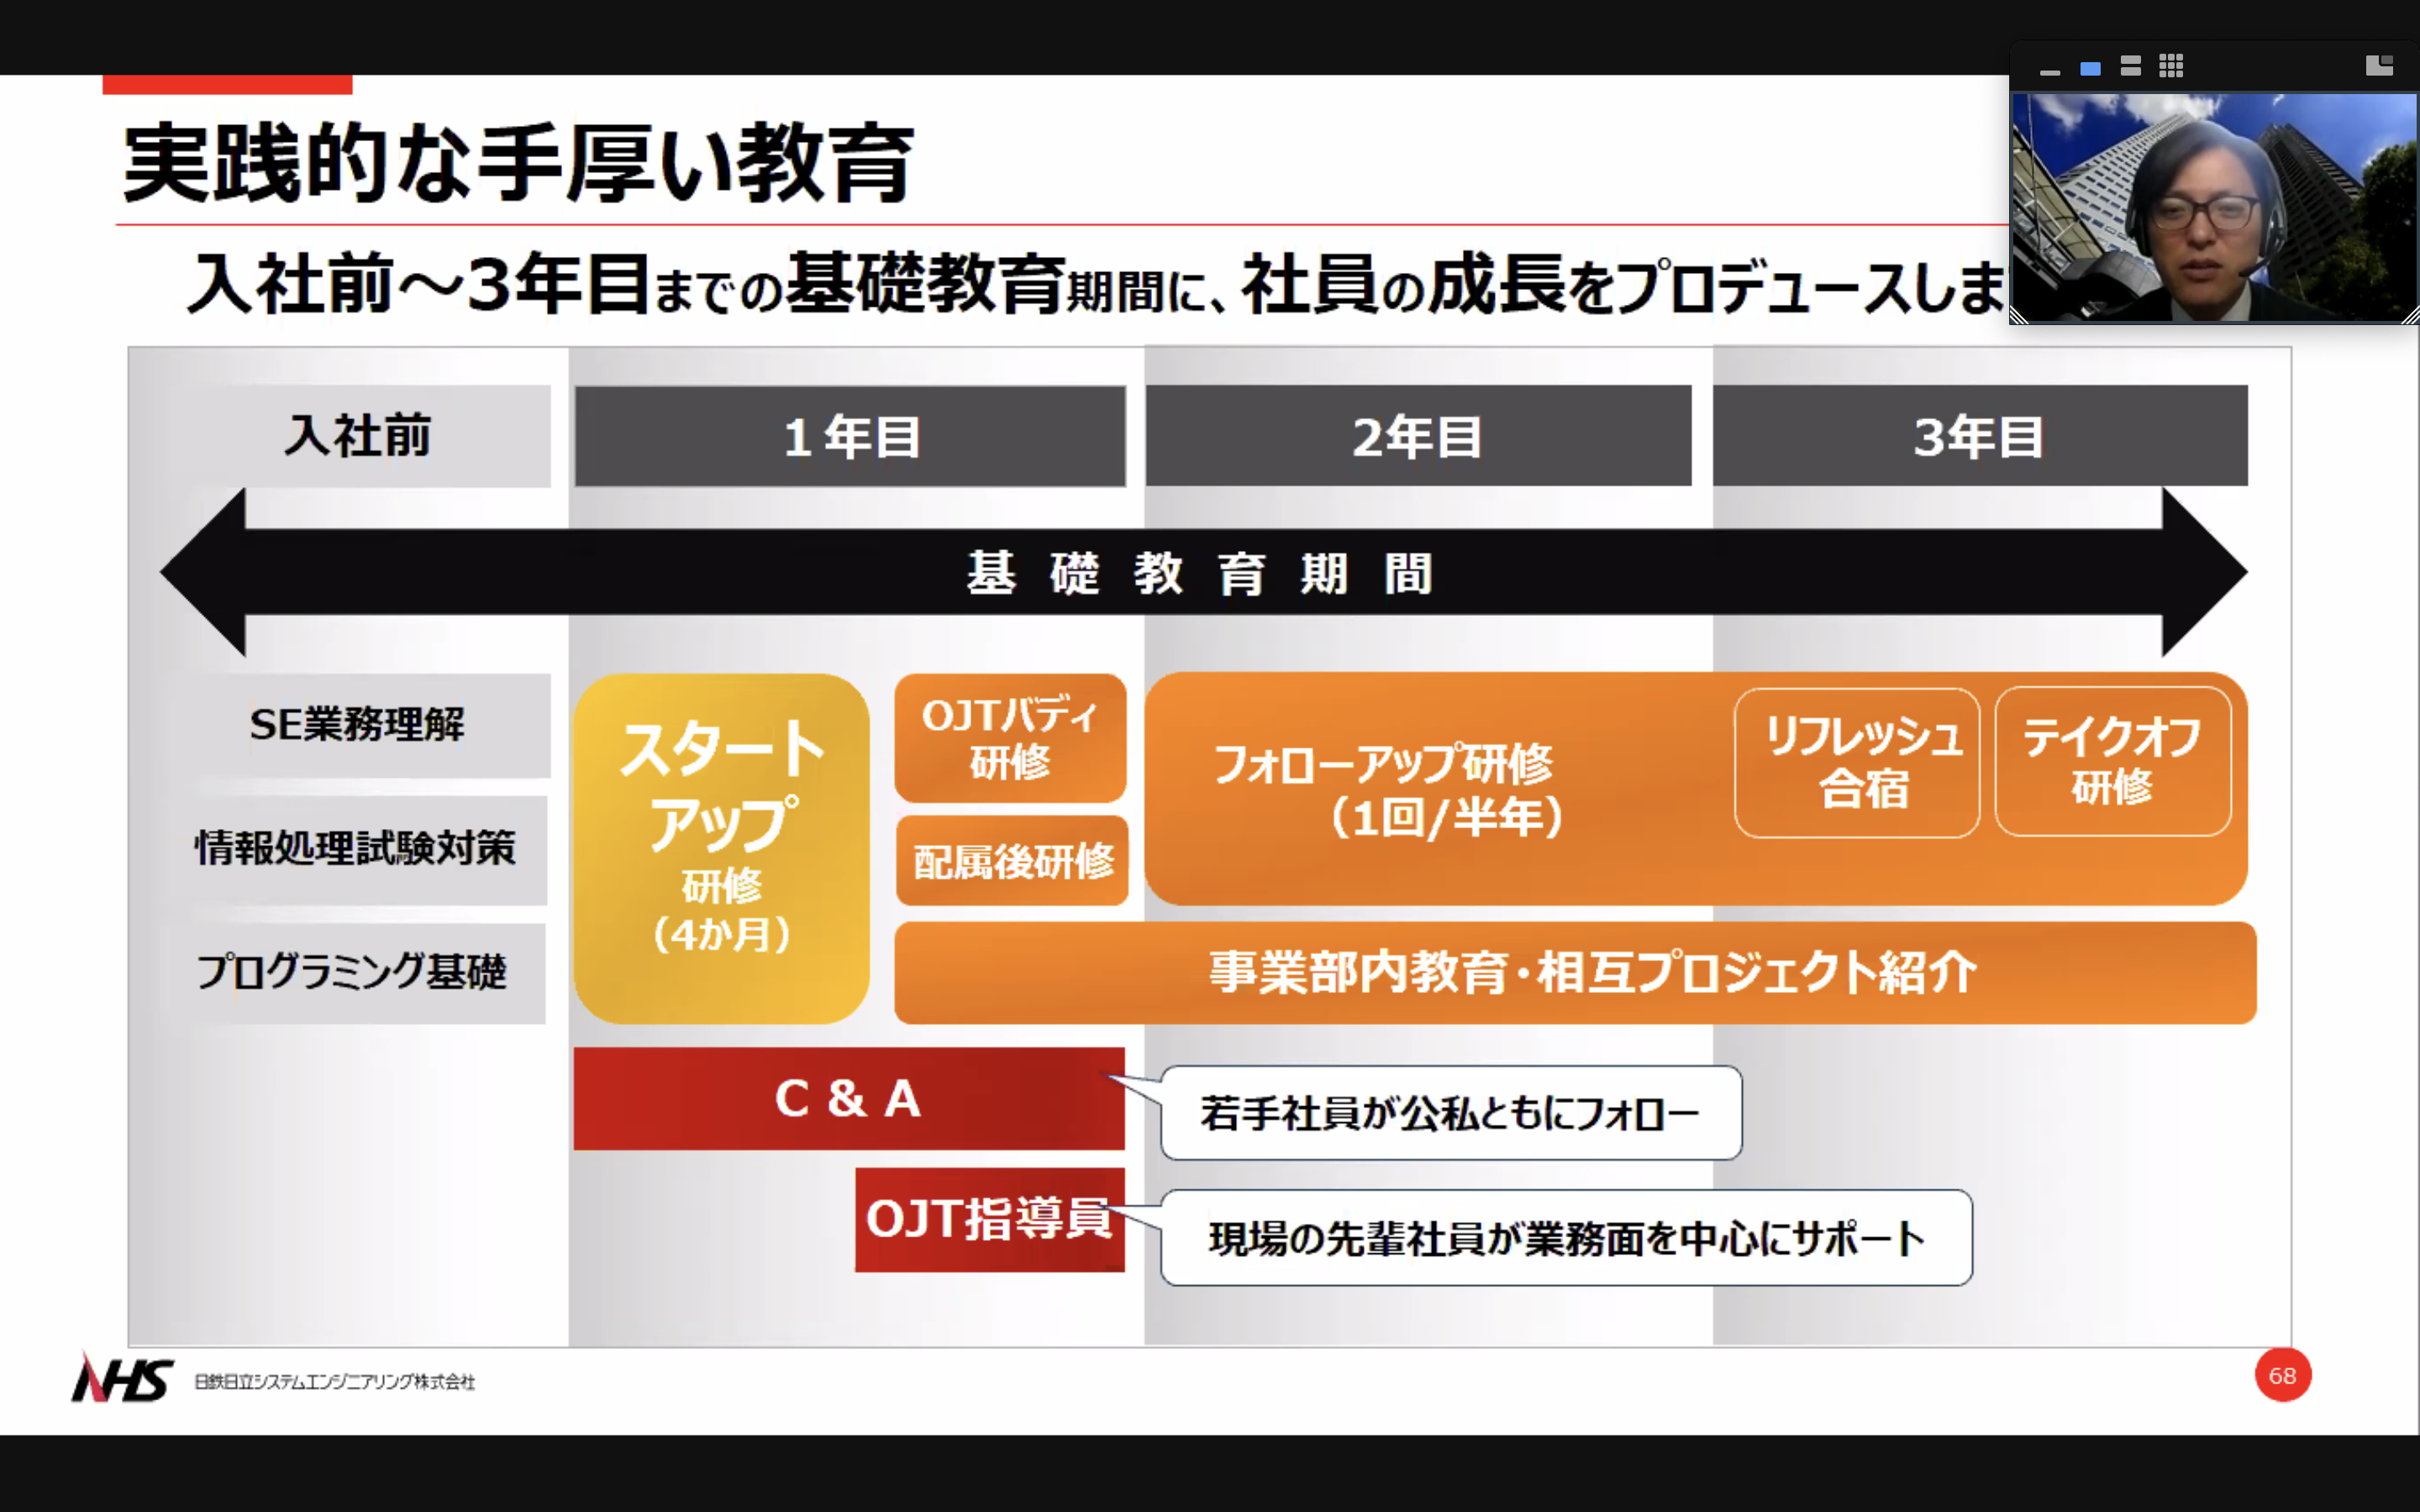 実践的な手厚い教育
入社前～3年目までの基礎教育期間に、社員の成長をプロデュースしま
入社前
1年目
2年目
3年目
基礎教育期間
SE業務理解
情報処理試験対策
プログラミング基礎
スタート
アップ
研修
(4か月)
OJTバディ
研修
配属後研修
フォローアップ研修
(1回/半年)
リフレッシュ
合宿
テイクオフ
研修
事業部内教育・相互プロジェクト紹介
C & A
若手社員が公私ともにフォロー
OJT指導員
現場の先輩社員が業務面を中心にサポート
NHS 日鉄日立システムエンジニアリング株式会社
68